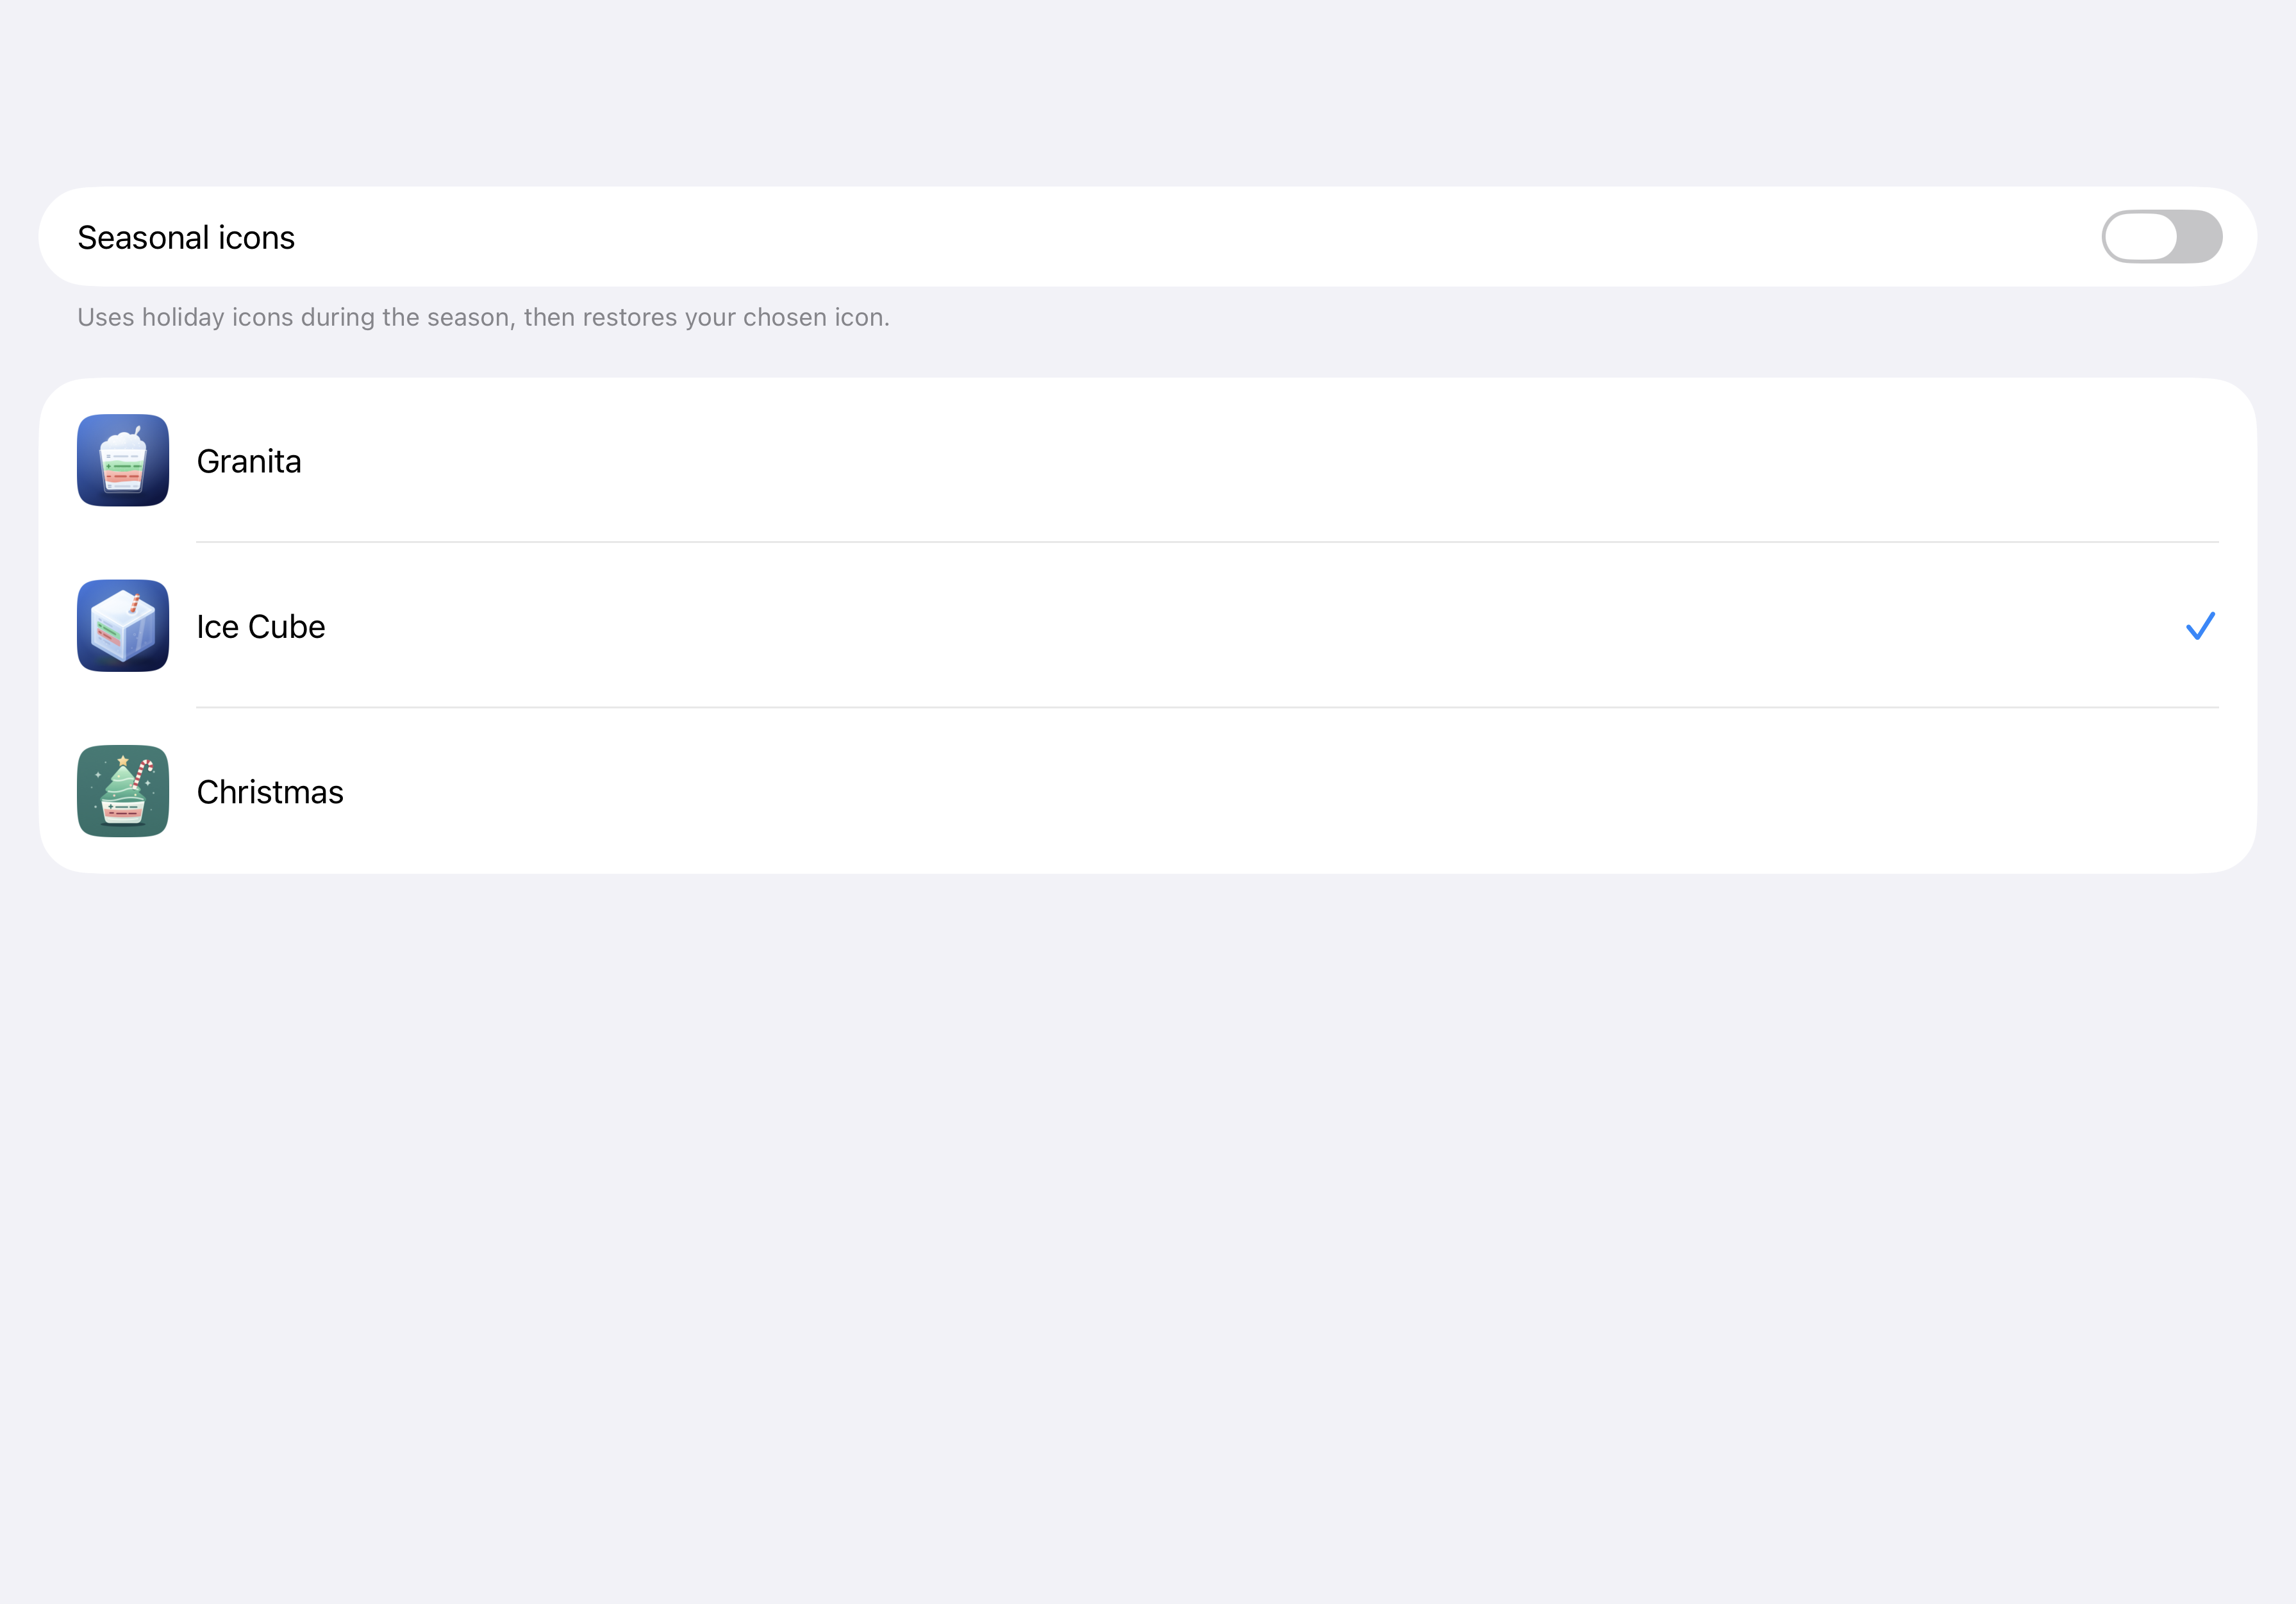 Seasonal icons
Uses holiday icons during the season, then restores your chosen icon.
Granita
Ice Cube
Christmas